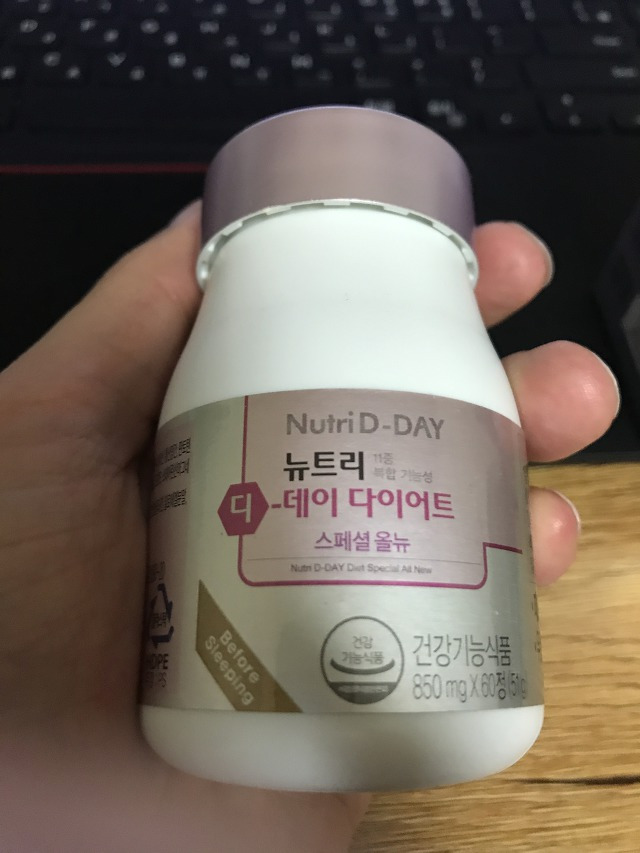 Nutri D-DAY
뉴트리 11중
복합 기능성
디-데이 다이어트
스페셜 올뉴
Nutri D-DAY Diet Special All New
Before
Sleeping
건강
기능식품
건강기능식품
850 mg X 60정 (51g)
HDPE